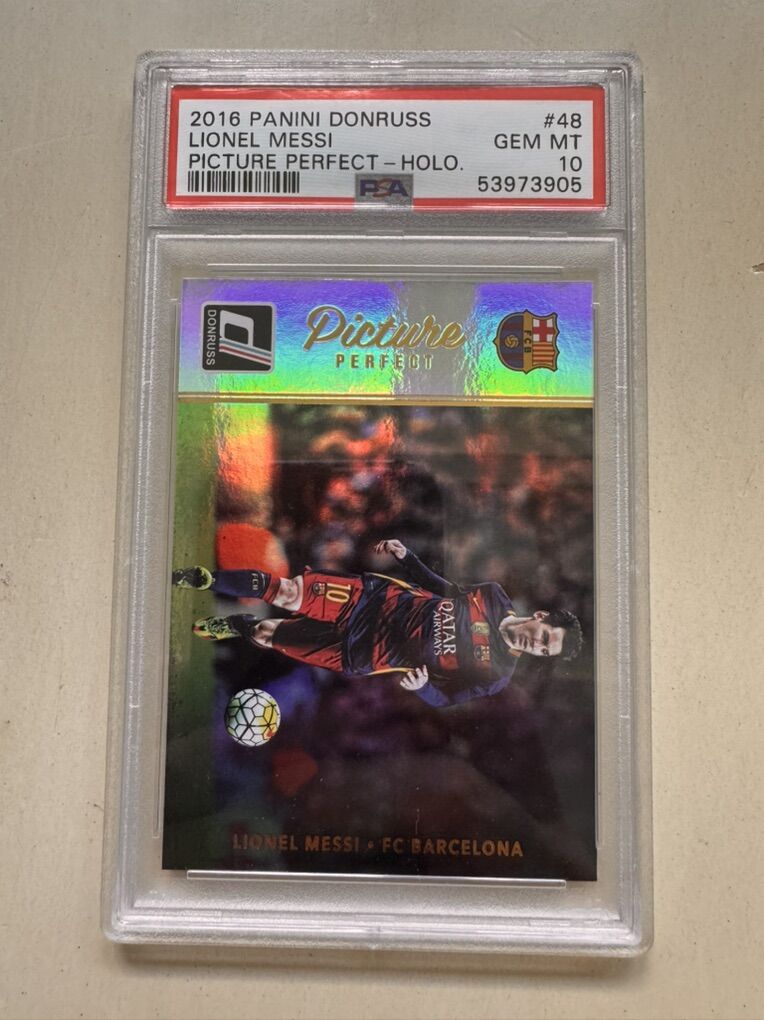 2016 PANINI DONRUSS #48
LIONEL MESSI GEM MT
PICTURE PERFECT - HOLO. 10
PSA 53973905
DONRUSS
Picture
PERFECT
FCB
FCB
10
QATAR
AIRWAYS
LIONEL MESSI • FC BARCELONA